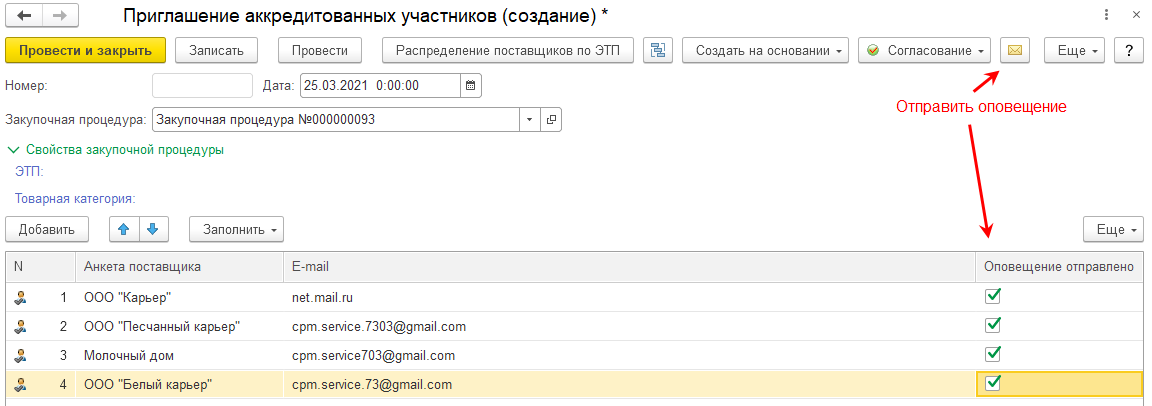 Приглашение аккредитованных участников (создание) *
Провести и закрыть Записать Провести Распределение поставщиков по ЭТП Создать на основании Согласование Еще ?
Номер: Дата: 25.03.2021 0:00:00
Отправить оповещение
Закупочная процедура: Закупочная процедура №000000093
Свойства закупочной процедуры
ЭТП:
Товарная категория:
Добавить Заполнить Еще
N Анкета поставщика E-mail Оповещение отправлено
1 ООО "Карьер" net.mail.ru
2 ООО "Песчанный карьер" cpm.service.7303@gmail.com
3 Молочный дом cpm.service703@gmail.com
4 ООО "Белый карьер" cpm.service.73@gmail.com